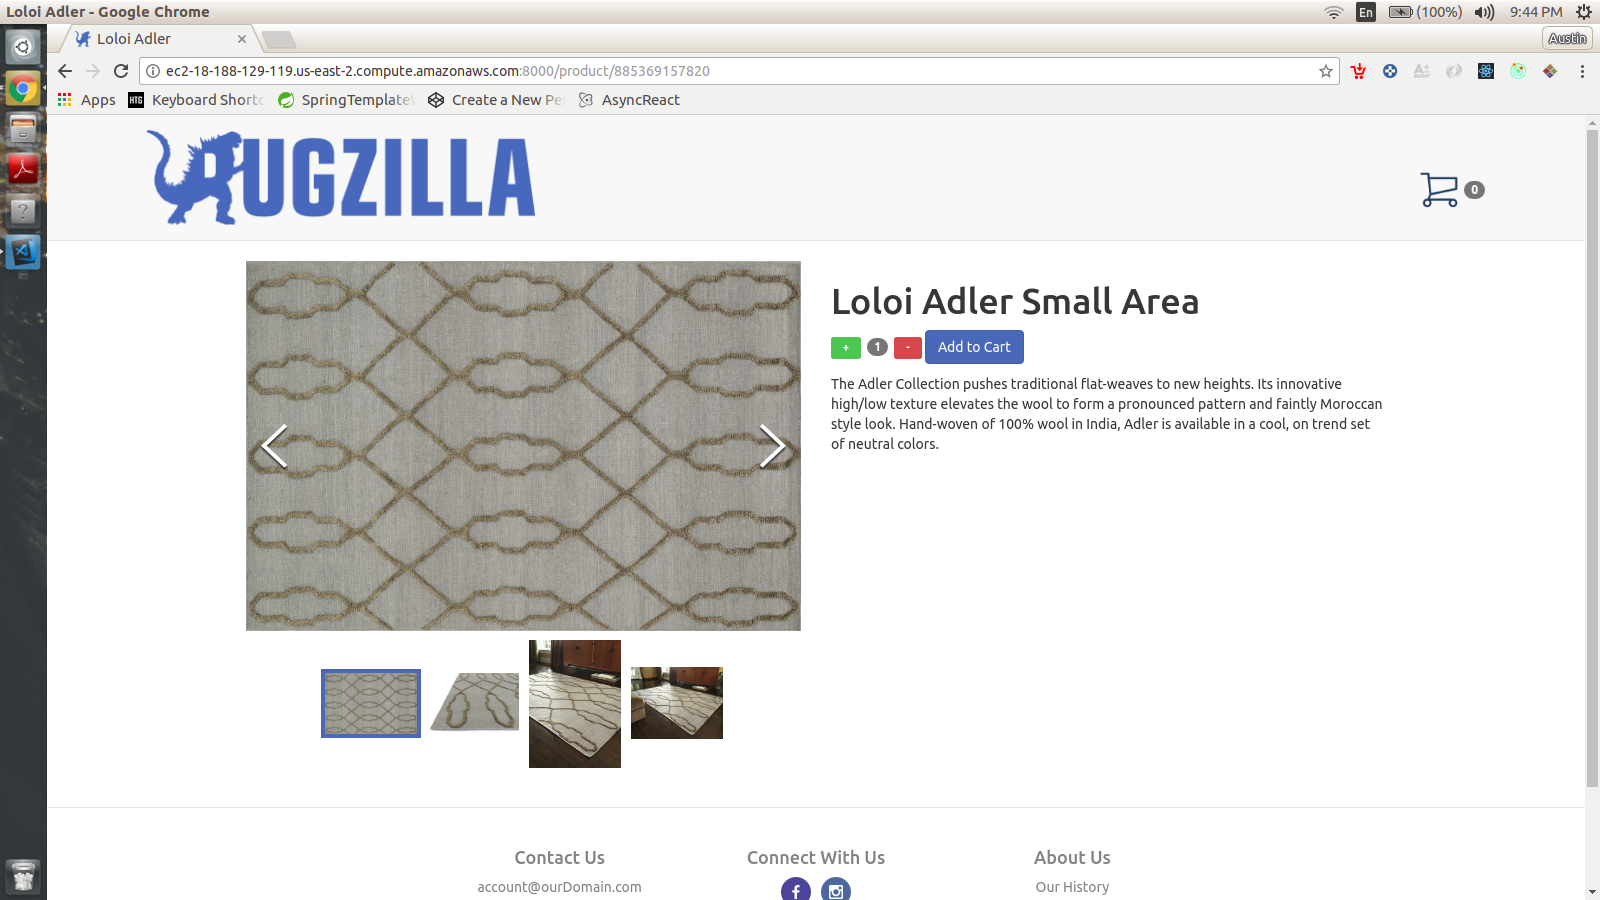 Loloi Adler - Google Chrome
En (100%) 9:44 PM
Loloi Adler
Austin
ec2-18-188-129-119.us-east-2.compute.amazonaws.com:8000/product/885369157820
Apps HTG Keyboard Shortc SpringTemplate Create a New Pe AsyncReact
RUGZILLA
0
Loloi Adler Small Area
+ 1 - Add to Cart
The Adler Collection pushes traditional flat-weaves to new heights. Its innovative
high/low texture elevates the wool to form a pronounced pattern and faintly Moroccan
style look. Hand-woven of 100% wool in India, Adler is available in a cool, on trend set
of neutral colors.
Contact Us Connect With Us About Us
account@ourDomain.com Our History